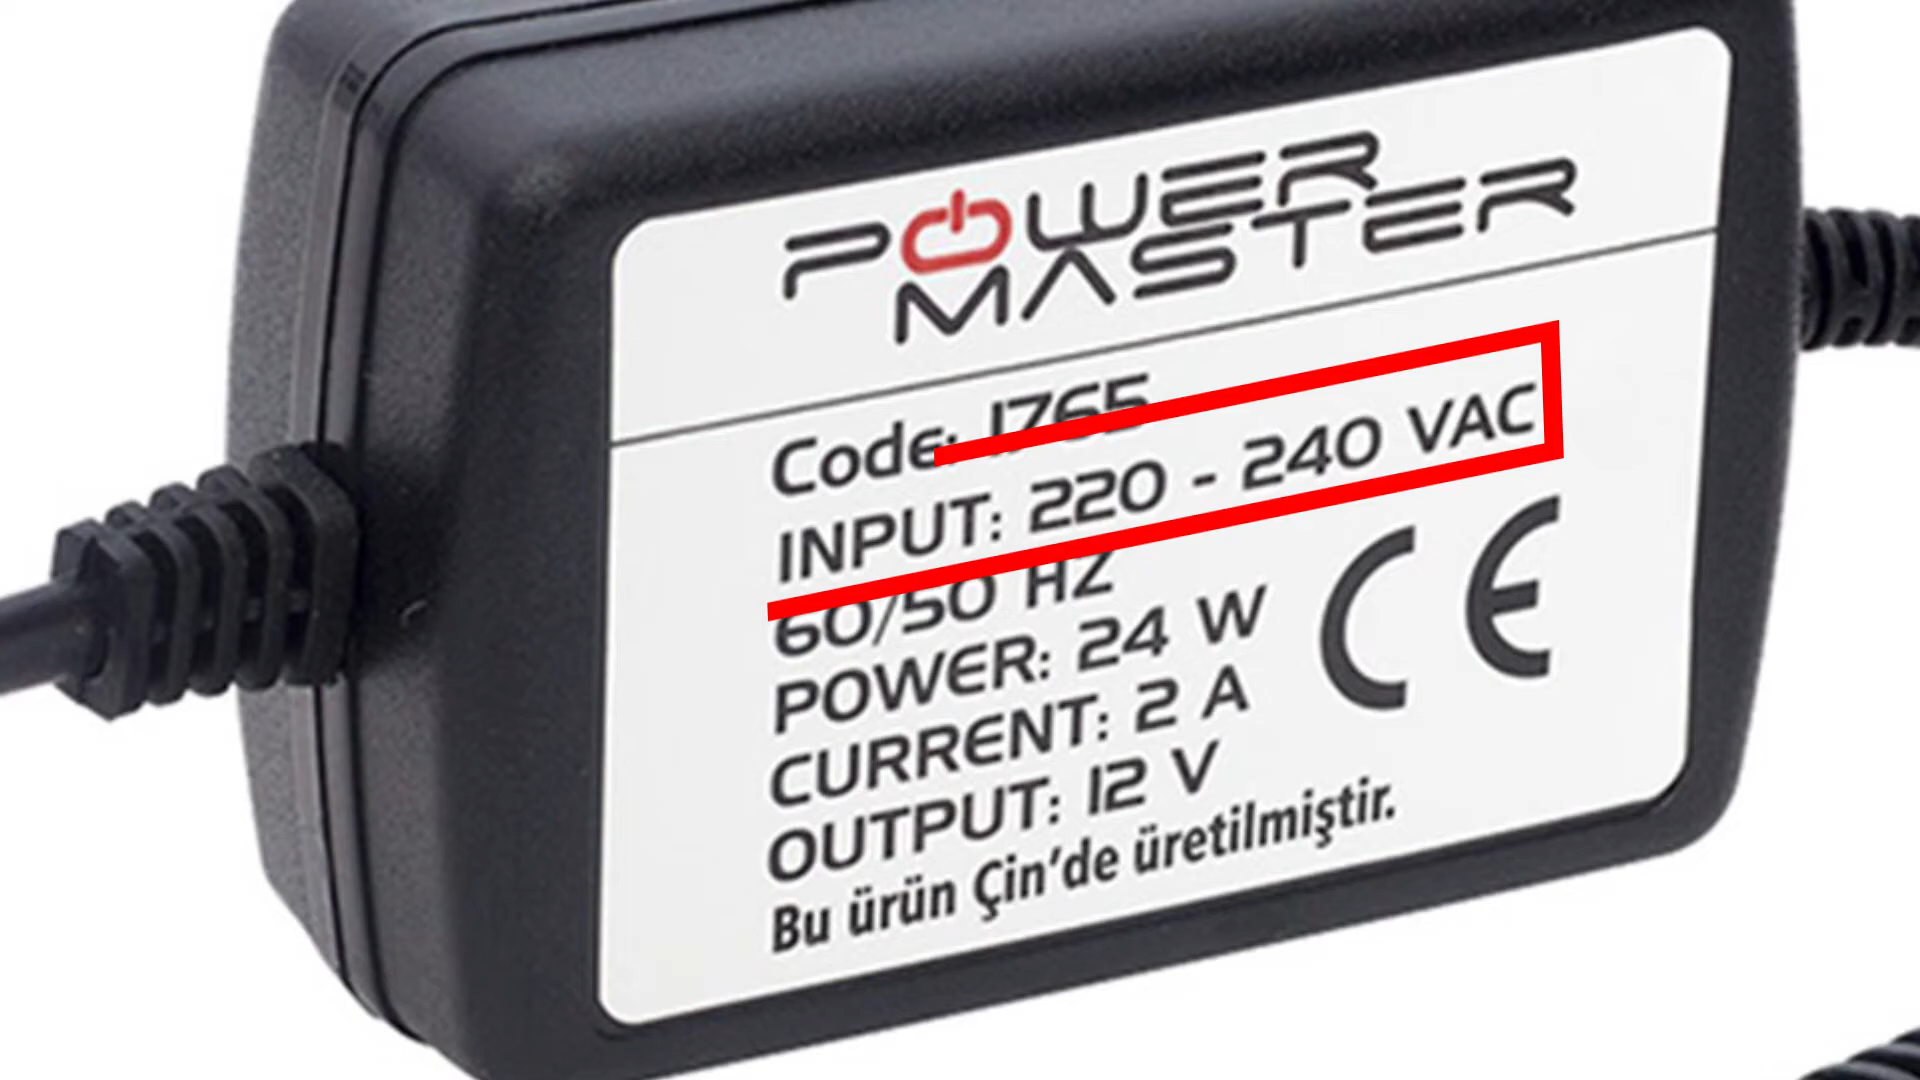 POWER
MASTER
Code: 1765
INPUT: 220 - 240 VAC
60/50 HZ
POWER: 24 W
CURRENT: 2 A
OUTPUT: 12 V
Bu ürün Çin’de üretilmiştir.
CE